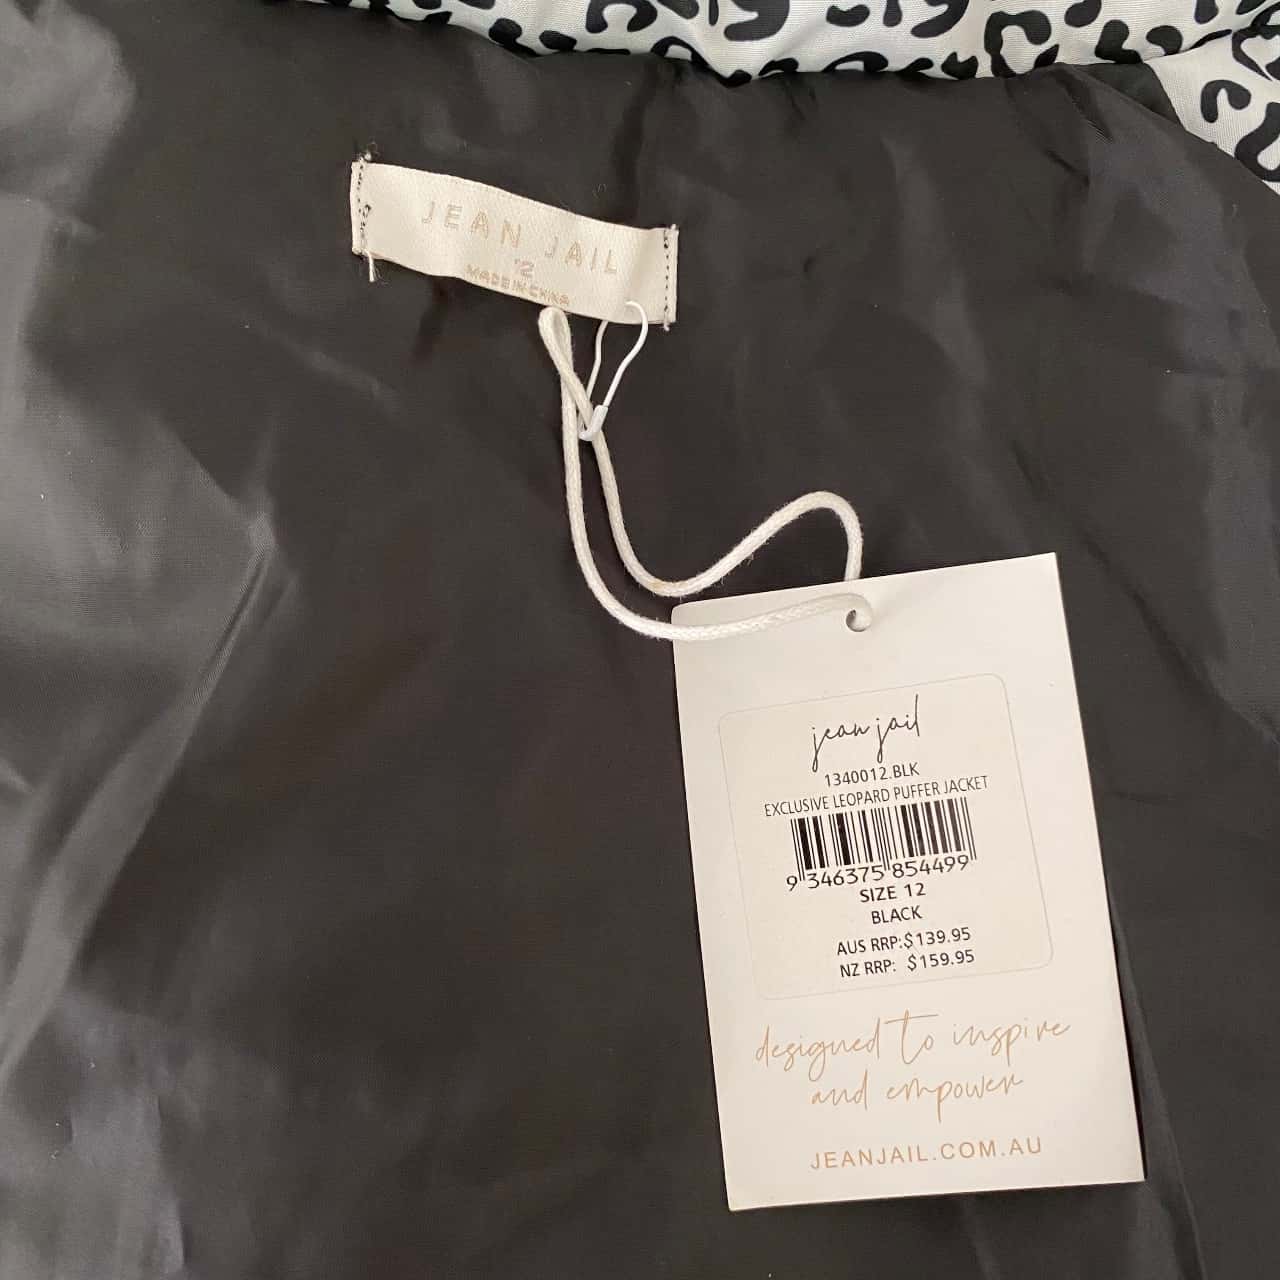 JEAN JAIL
12
MADE IN CHINA
jean jail
1340012.BLK
EXCLUSIVE LEOPARD PUFFER JACKET
9 346375 854499
SIZE 12
BLACK
AUS RRP:$139.95
NZ RRP: $159.95
designed to inspire
and empower
JEANJAIL.COM.AU